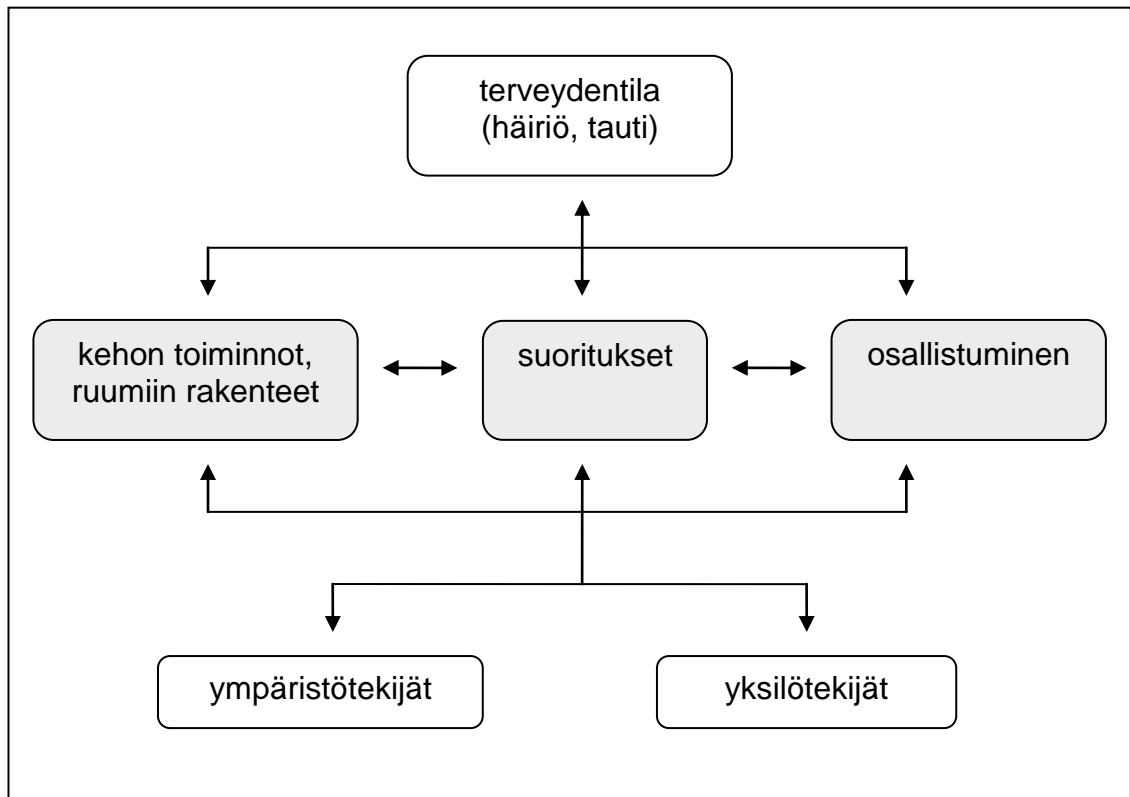 terveydentila
(häiriö, tauti)
kehon toiminnot,
ruumiin rakenteet
suoritukset
osallistuminen
ympäristötekijät
yksilötekijät